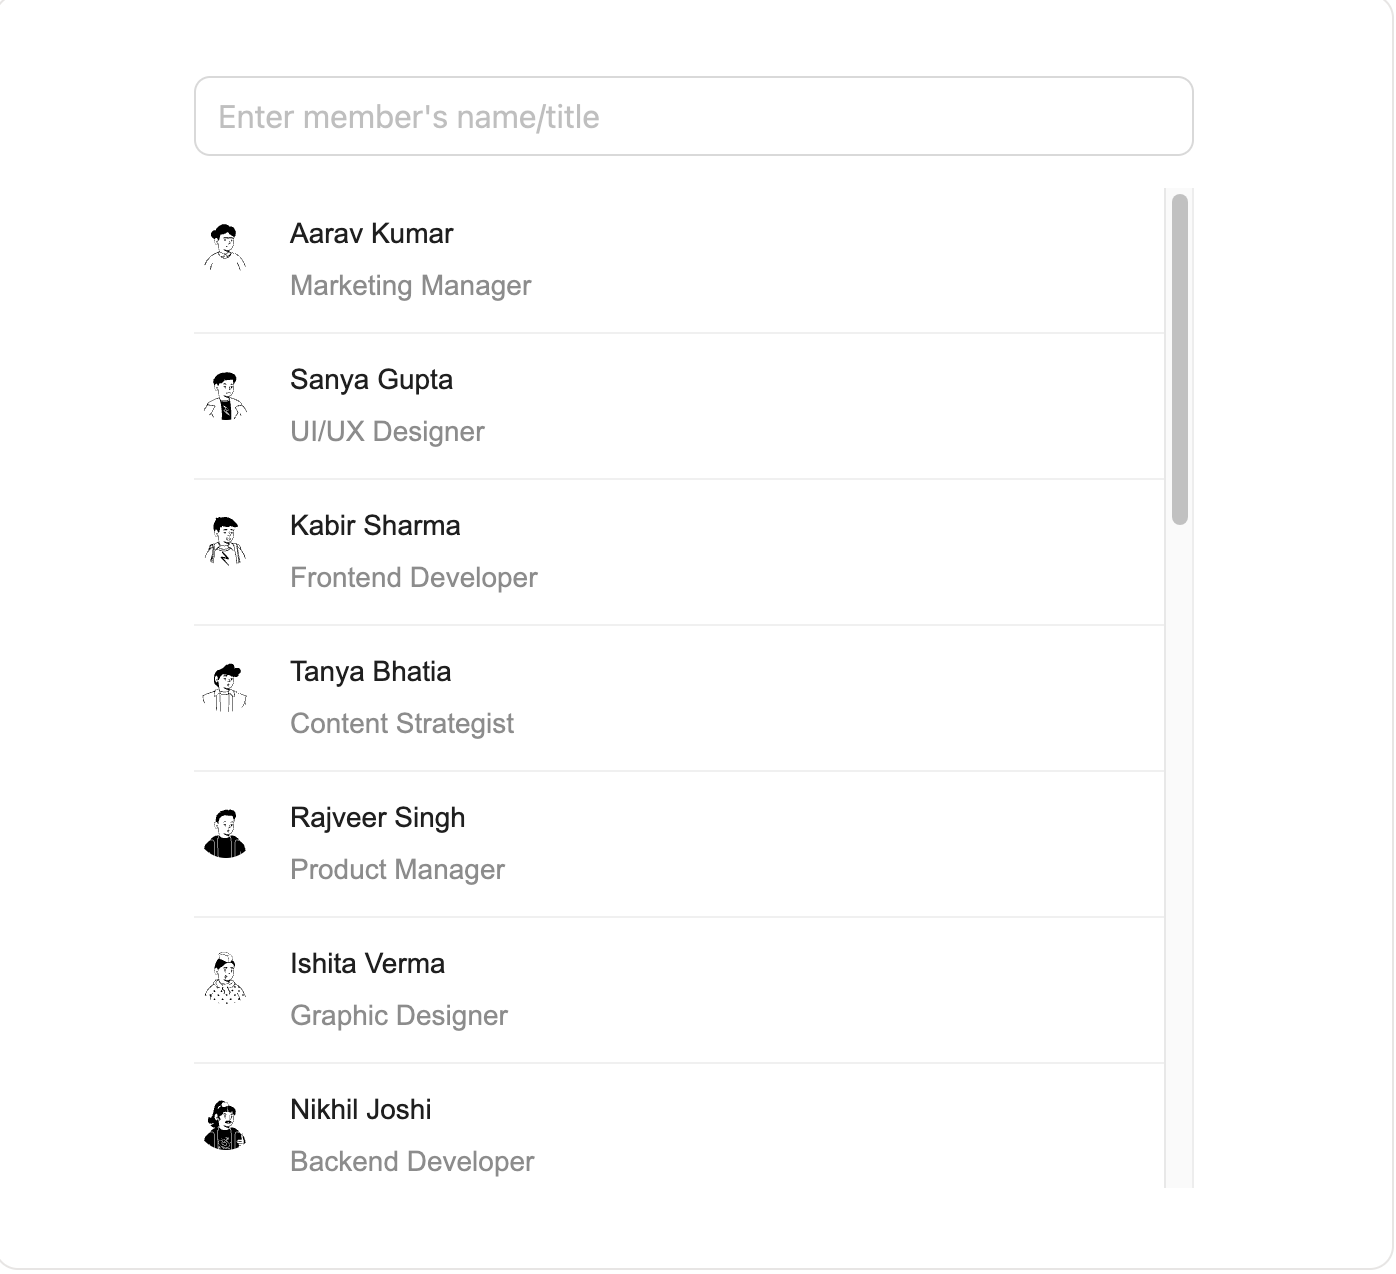 Enter member's name/title
Aarav Kumar
Marketing Manager
Sanya Gupta
UI/UX Designer
Kabir Sharma
Frontend Developer
Tanya Bhatia
Content Strategist
Rajveer Singh
Product Manager
Ishita Verma
Graphic Designer
Nikhil Joshi
Backend Developer